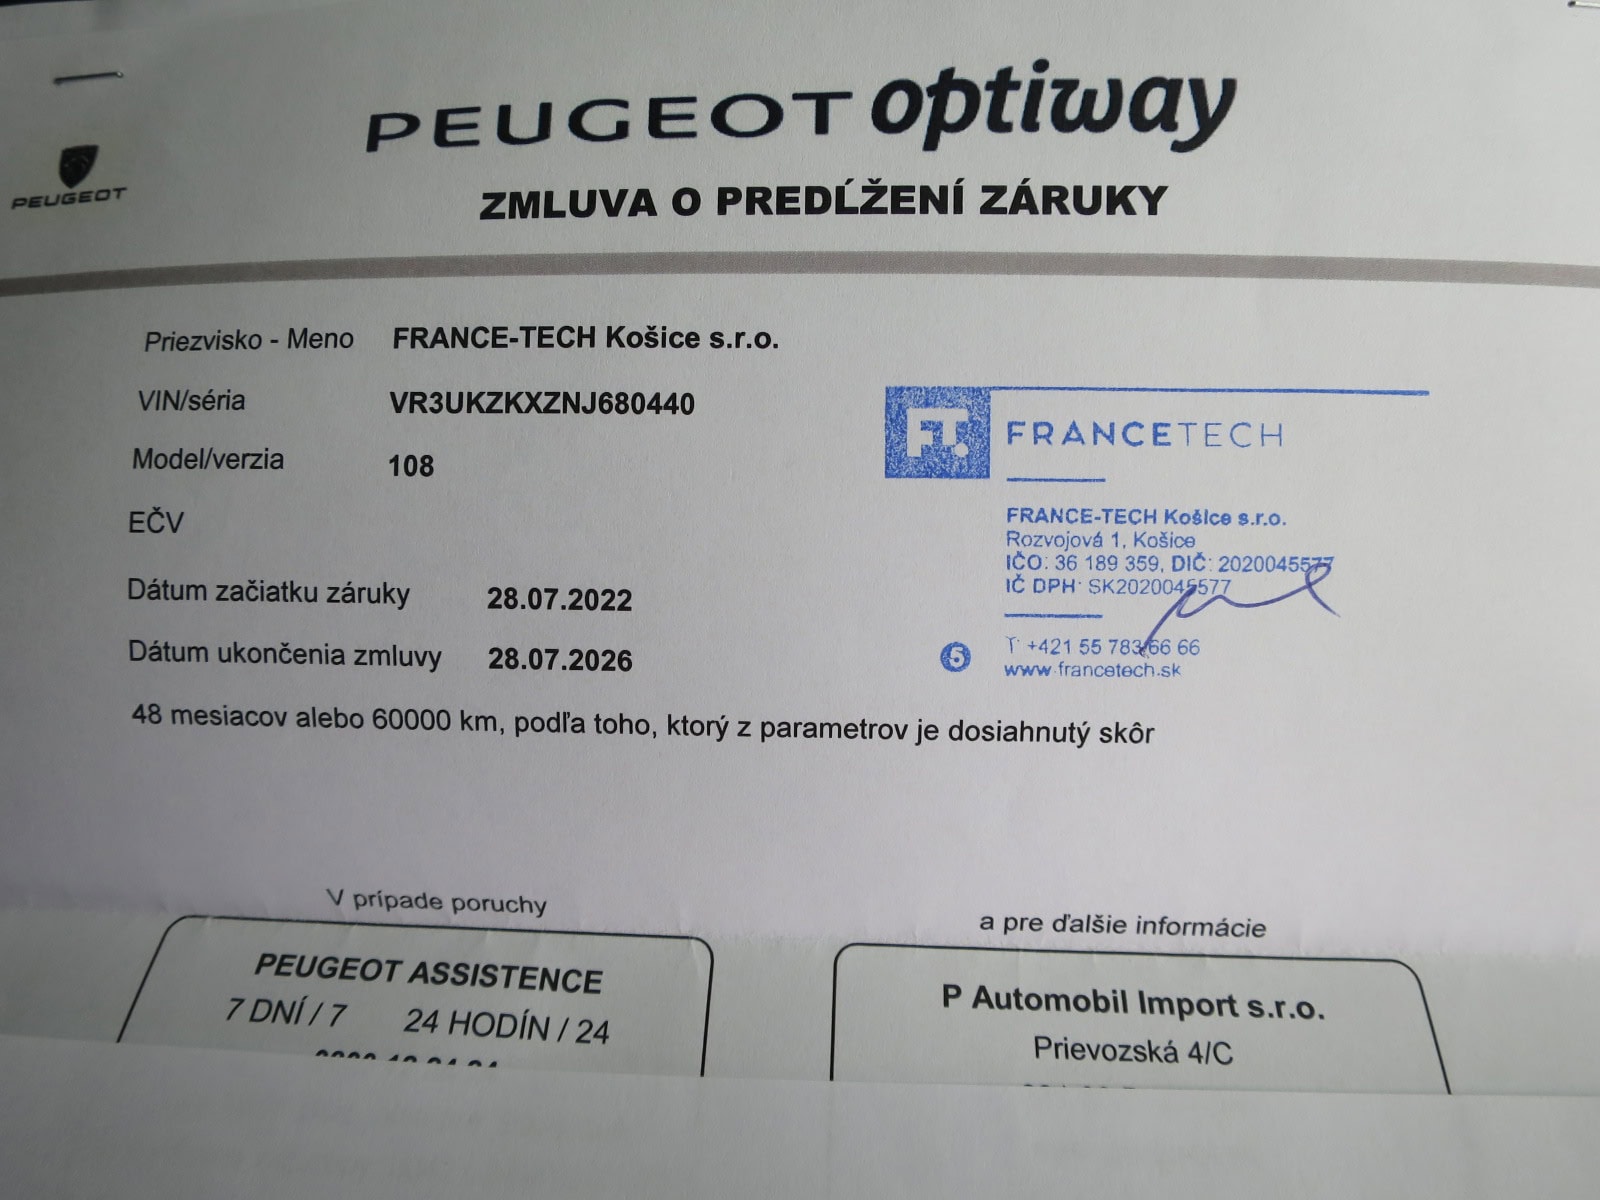 PEUGEOT optiway
PEUGEOT
ZMLUVA O PREDĹŽENÍ ZÁRUKY
Priezvisko - Meno FRANCE-TECH Košice s.r.o.
VIN/séria VR3UKZKXZNJ680440
Model/verzia 108
EČV
Dátum začiatku záruky 28.07.2022
Dátum ukončenia zmluvy 28.07.2026
48 mesiacov alebo 60000 km, podľa toho, ktorý z parametrov je dosiahnutý skôr
FT.
FRANCETECH
FRANCE-TECH Košice s.r.o.
Rozvojová 1, Košice
IČO: 36 189 359, DIČ: 2020045577
IČ DPH: SK2020045577
5
T: +421 55 783 66 66
www.francetech.sk
V prípade poruchy
PEUGEOT ASSISTENCE
7 DNÍ / 7 24 HODÍN / 24
a pre ďalšie informácie
P Automobil Import s.r.o.
Prievozská 4/C